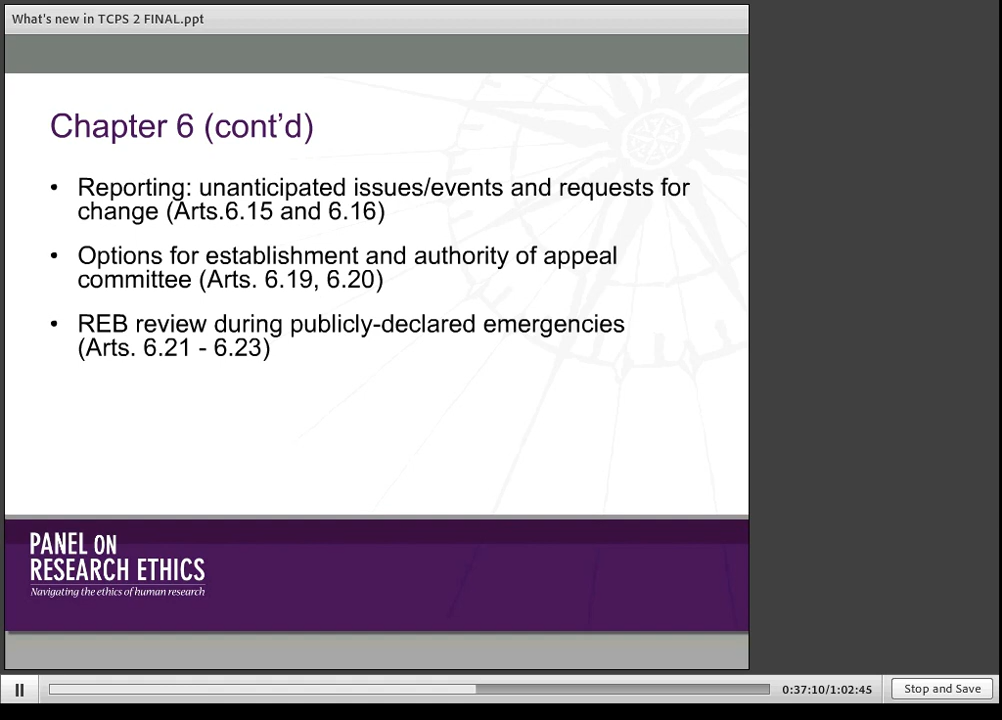 What's new in TCPS 2 FINAL.ppt
Chapter 6 (cont’d)
• Reporting: unanticipated issues/events and requests for
change (Arts.6.15 and 6.16)
• Options for establishment and authority of appeal
committee (Arts. 6.19, 6.20)
• REB review during publicly-declared emergencies
(Arts. 6.21 - 6.23)
PANEL ON
RESEARCH ETHICS
Navigating the ethics of human research
0:37:10/1:02:45
Stop and Save